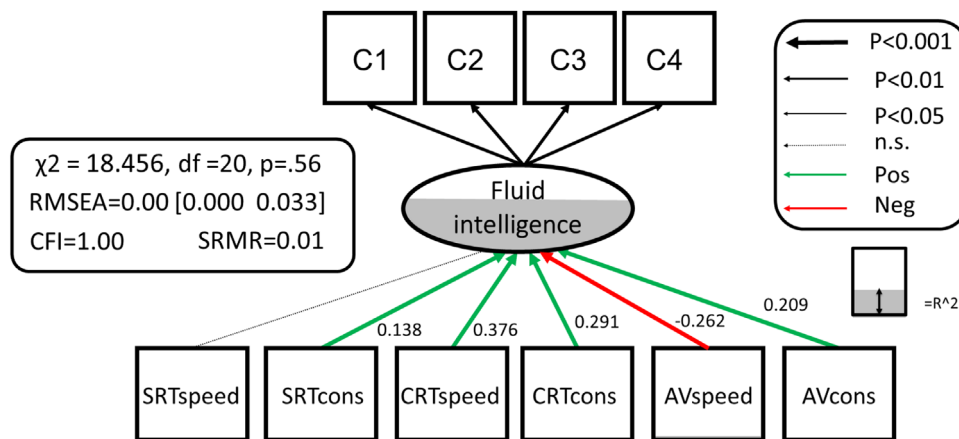 C1
C2
C3
C4
P<0.001
P<0.01
P<0.05
n.s.
Pos
Neg
χ2 = 18.456, df =20, p=.56
RMSEA=0.00 [0.000 0.033]
CFI=1.00 SRMR=0.01
Fluid
intelligence
=R^2
0.138
0.376
0.291
-0.262
0.209
SRTspeed
SRTcons
CRTspeed
CRTcons
AVspeed
AVcons